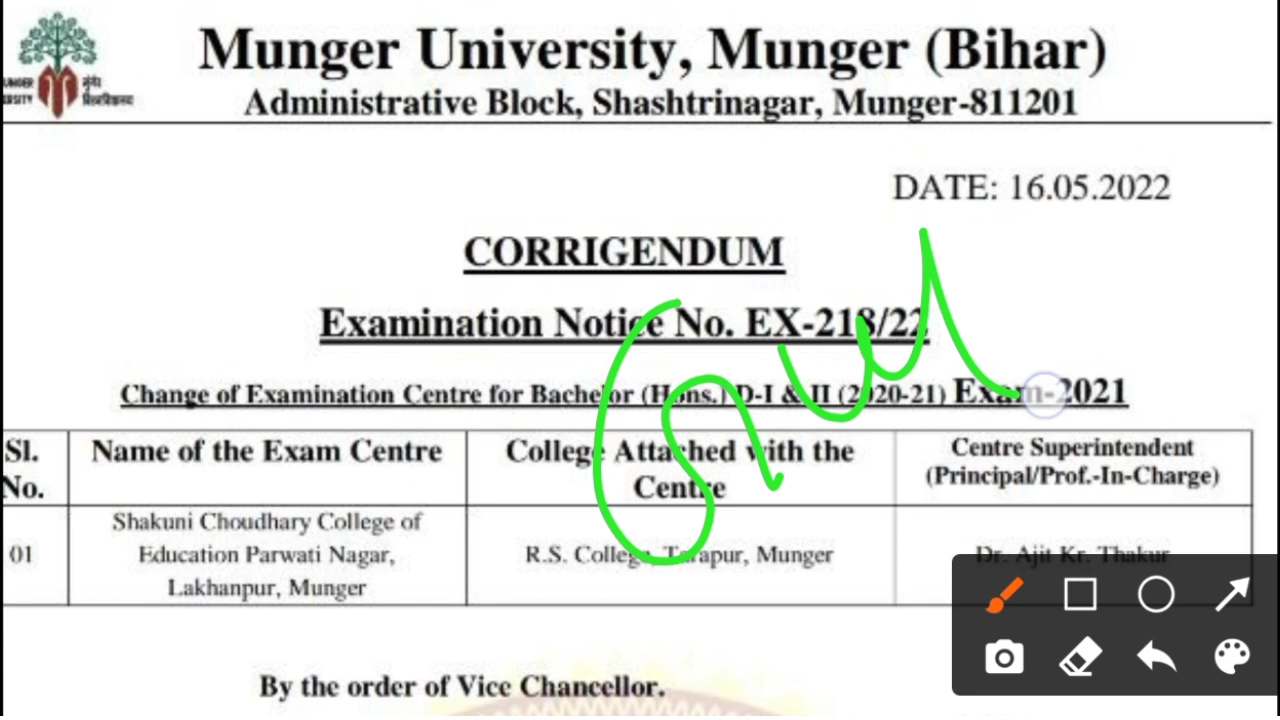 Munger University, Munger (Bihar)
Administrative Block, Shashtrinagar, Munger-811201
DATE: 16.05.2022
CORRIGENDUM
Examination Notice No. EX-218/22
Change of Examination Centre for Bachelor (Hons.) D-I & II (2020-21) Exam-2021
Sl. No.
Name of the Exam Centre
College Attached with the
Centre
Centre Superintendent
(Principal/Prof.-In-Charge)
01
Shakuni Choudhary College of
Education Parwati Nagar,
Lakhanpur, Munger
R.S. College, Tarapur, Munger
Dr. Ajit Kr. Thakur
By the order of Vice Chancellor.